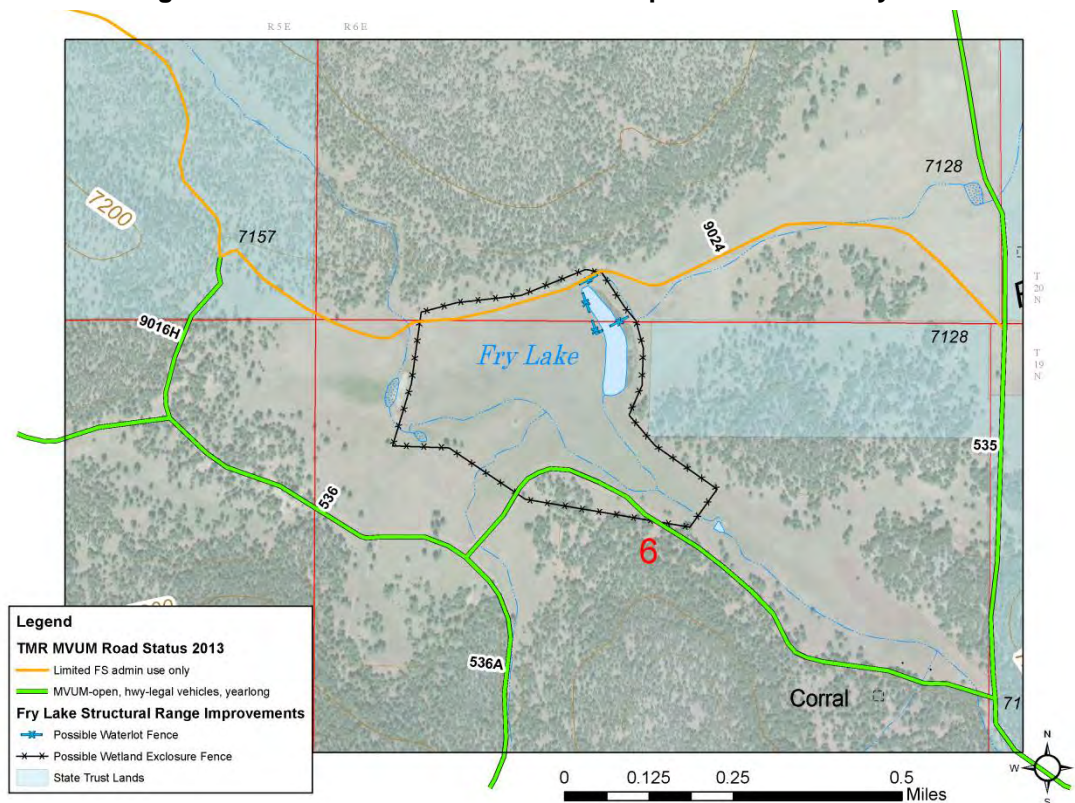 R5E R6E
7200
7157
7128
9024
T
20
N
9016H
Fry Lake
7128
T
19
N
535
536
6
536A
Corral
71
Legend
TMR MVUM Road Status 2013
Limited FS admin use only
MVUM-open, hwy-legal vehicles, yearlong
Fry Lake Structural Range Improvements
Possible Waterlot Fence
Possible Wetland Exclosure Fence
State Trust Lands
N
W
S
0 0.125 0.25 0.5
Miles